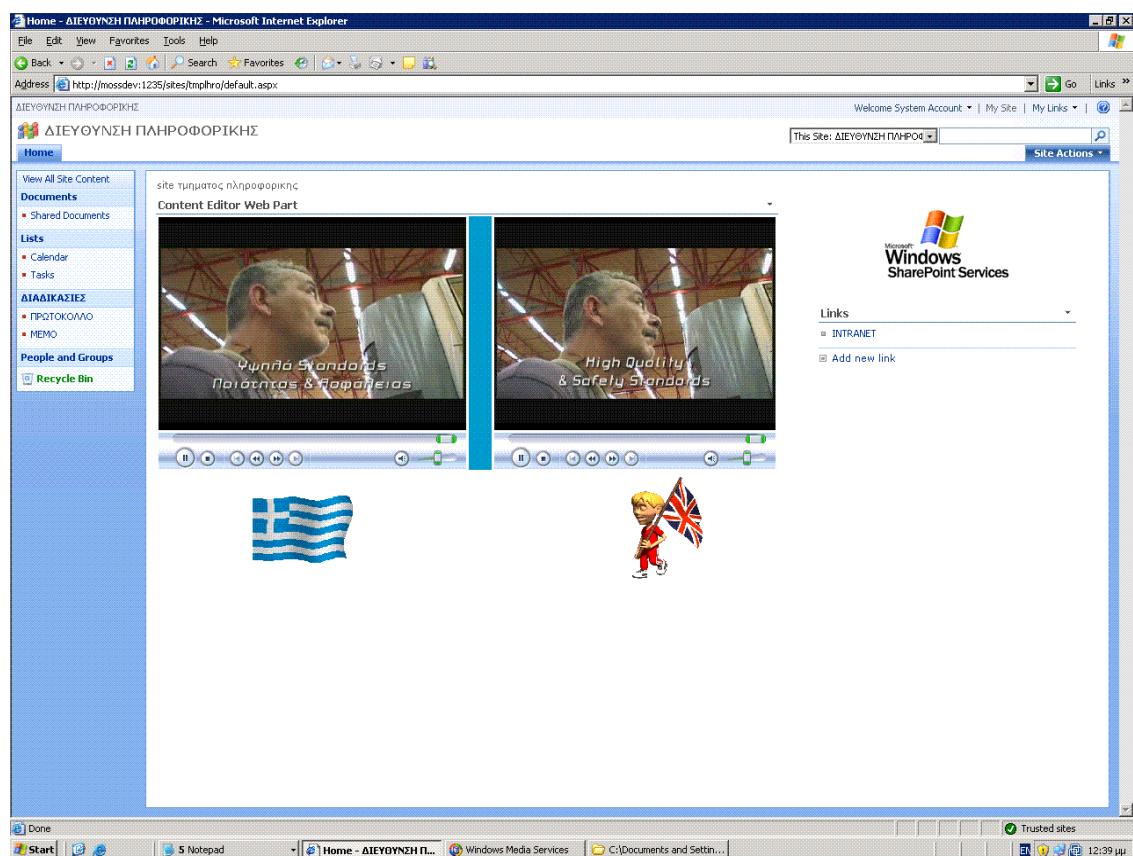 Home - ΔΙΕΥΘΥΝΣΗ ΠΛΗΡΟΦΟΡΙΚΗΣ - Microsoft Internet Explorer
File Edit View Favorites Tools Help
Back Search Favorites
Address http://mossdev:1235/sites/tmplhro/default.aspx Go Links »
ΔΙΕΥΘΥΝΣΗ ΠΛΗΡΟΦΟΡΙΚΗΣ Welcome System Account | My Site | My Links |
ΔΙΕΥΘΥΝΣΗ ΠΛΗΡΟΦΟΡΙΚΗΣ
This Site: ΔΙΕΥΘΥΝΣΗ ΠΛΗΡΟΦ
Home Site Actions
View All Site Content
Documents
Shared Documents
Lists
Calendar
Tasks
ΔΙΑΔΙΚΑΣΙΕΣ
ΠΡΩΤΟΚΟΛΛΟ
ΜΕΜΟ
People and Groups
Recycle Bin
site τμηματος πληροφορικης
Content Editor Web Part
Υψηλά Standards
Ποιότητας & Ασφάλειας
High Quality
& Safety Standards
Microsoft
Windows
SharePoint Services
Links
INTRANET
Add new link
Done Trusted sites
Start 5 Notepad Home - ΔΙΕΥΘΥΝΣΗ Π... Windows Media Services C:\Documents and Settin... EN 12:39 μμ